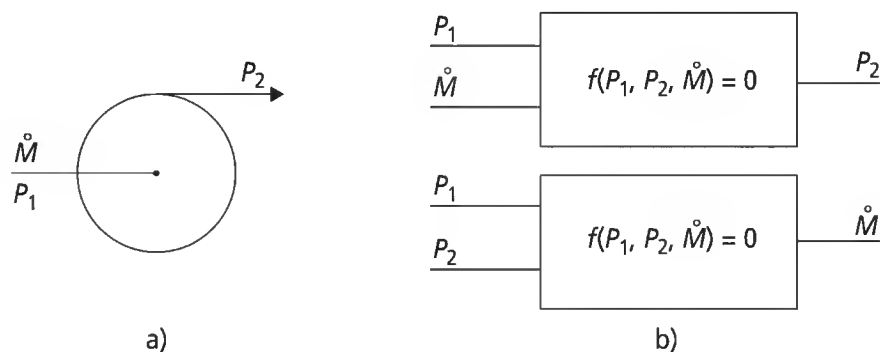 P₂
M̊
P₁
a)
P₁
M̊
f(P₁, P₂, M̊) = 0
P₂
P₁
P₂
f(P₁, P₂, M̊) = 0
M̊
b)